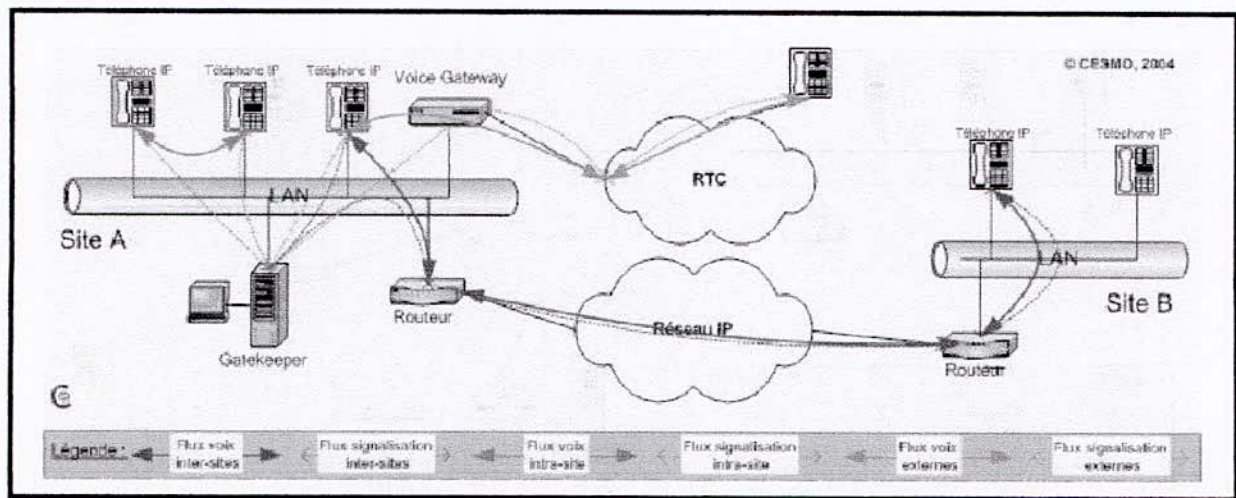 Téléphone IP
Téléphone IP
Téléphone IP
Voice Gateway
© CESMO, 2004
Téléphone IP
Téléphone IP
RTC
LAN
Site A
LAN
Site B
Routeur
Réseau IP
Routeur
Gatekeeper
Légende :
Flux voix
inter-sites
Flux signalisation
inter-sites
Flux voix
intra-site
Flux signalisation
intra-site
Flux voix
externes
Flux signalisation
externes